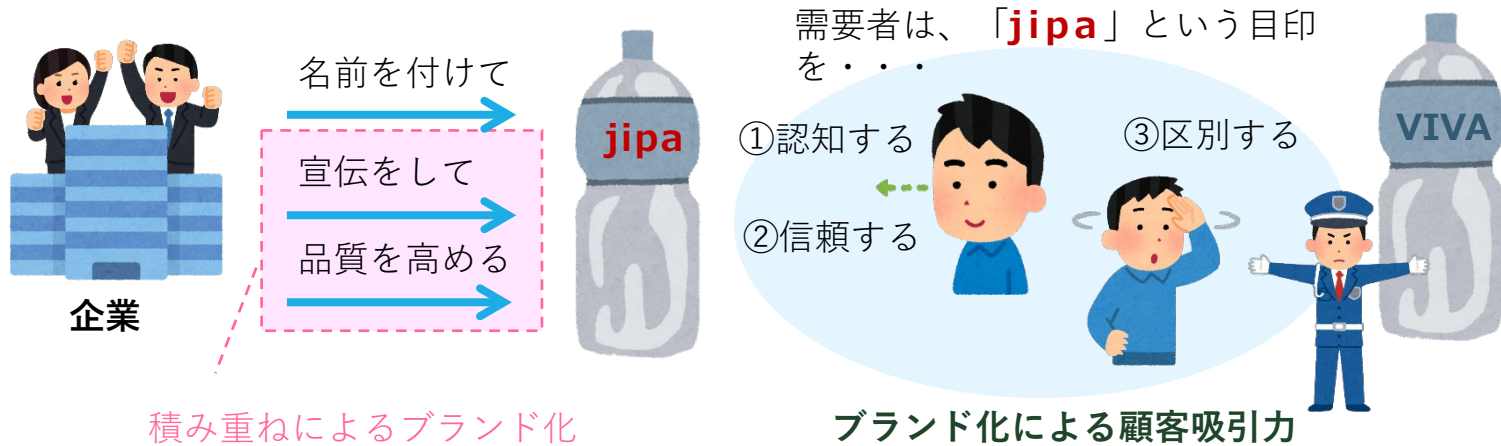 名前を付けて
宣伝をして
品質を高める
企業
jipa
積み重ねによるブランド化
需要者は、「jipa」という目印
を・・・
①認知する
②信頼する
③区別する
VIVA
ブランド化による顧客吸引力